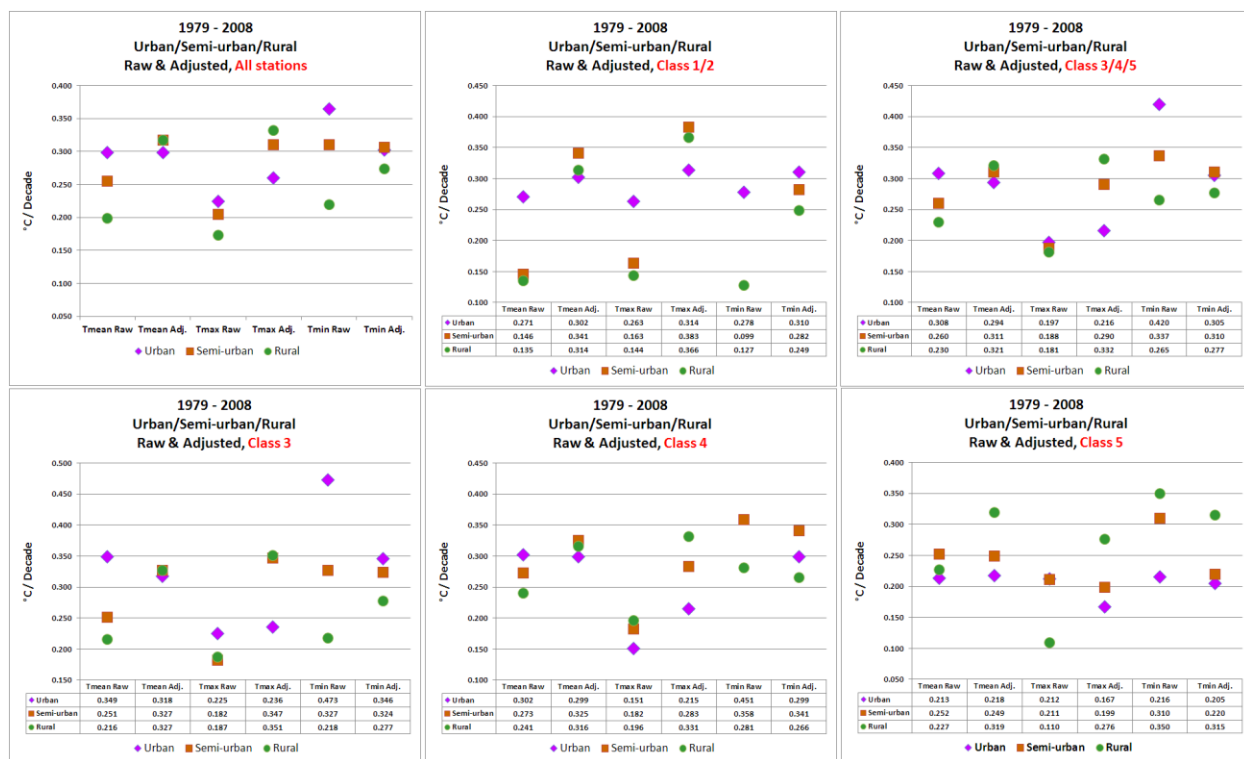 1979 - 2008
Urban/Semi-urban/Rural
Raw & Adjusted, All stations
0.400
0.350
0.300
0.250
0.200
0.150
0.100
0.050
°C / Decade
Tmean Raw Tmean Adj. Tmax Raw Tmax Adj. Tmin Raw Tmin Adj.
Urban Semi-urban Rural
1979 - 2008
Urban/Semi-urban/Rural
Raw & Adjusted, Class 1/2
0.450
0.400
0.350
0.300
0.250
0.200
0.150
0.100
°C / Decade
Tmean Raw Tmean Adj. Tmax Raw Tmax Adj. Tmin Raw Tmin Adj.
Urban 0.271 0.302 0.263 0.314 0.278 0.310
Semi-urban 0.146 0.341 0.163 0.383 0.099 0.282
Rural 0.135 0.314 0.144 0.366 0.127 0.249
Urban Semi-urban Rural
1979 - 2008
Urban/Semi-urban/Rural
Raw & Adjusted, Class 3/4/5
0.450
0.400
0.350
0.300
0.250
0.200
0.150
0.100
°C / Decade
Tmean Raw Tmean Adj. Tmax Raw Tmax Adj. Tmin Raw Tmin Adj.
Urban 0.308 0.294 0.197 0.216 0.420 0.305
Semi-urban 0.260 0.311 0.188 0.290 0.337 0.310
Rural 0.230 0.321 0.181 0.332 0.265 0.277
Urban Semi-urban Rural
1979 - 2008
Urban/Semi-urban/Rural
Raw & Adjusted, Class 3
0.500
0.450
0.400
0.350
0.300
0.250
0.200
0.150
0.100
°C / Decade
Tmean Raw Tmean Adj. Tmax Raw Tmax Adj. Tmin Raw Tmin Adj.
Urban 0.349 0.318 0.225 0.236 0.473 0.346
Semi-urban 0.251 0.327 0.182 0.347 0.327 0.324
Rural 0.216 0.327 0.187 0.351 0.218 0.277
Urban Semi-urban Rural
1979 - 2008
Urban/Semi-urban/Rural
Raw & Adjusted, Class 4
0.450
0.400
0.350
0.300
0.250
0.200
0.150
0.100
°C / Decade
Tmean Raw Tmean Adj. Tmax Raw Tmax Adj. Tmin Raw Tmin Adj.
Urban 0.302 0.299 0.151 0.215 0.451 0.299
Semi-urban 0.273 0.325 0.182 0.283 0.358 0.341
Rural 0.241 0.316 0.196 0.331 0.281 0.266
Urban Semi-urban Rural
1979 - 2008
Urban/Semi-urban/Rural
Raw & Adjusted, Class 5
0.400
0.350
0.300
0.250
0.200
0.150
0.100
0.050
°C / Decade
Tmean Raw Tmean Adj. Tmax Raw Tmax Adj. Tmin Raw Tmin Adj.
Urban 0.213 0.218 0.212 0.167 0.216 0.205
Semi-urban 0.252 0.249 0.211 0.199 0.310 0.220
Rural 0.227 0.319 0.110 0.276 0.350 0.315
Urban Semi-urban Rural